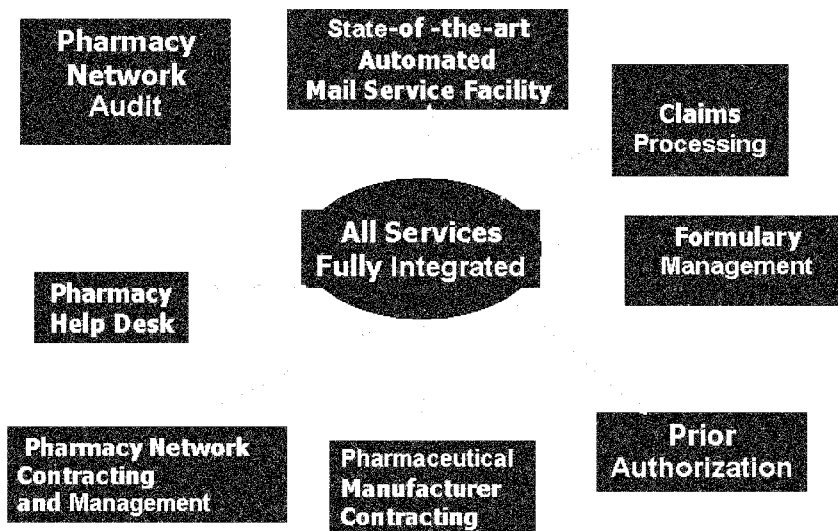 Pharmacy
Network
Audit
State-of -the-art
Automated
Mail Service Facility
Claims
Processing
All Services
Fully Integrated
Formulary
Management
Pharmacy
Help Desk
Pharmacy Network
Contracting
and Management
Pharmaceutical
Manufacturer
Contracting
Prior
Authorization